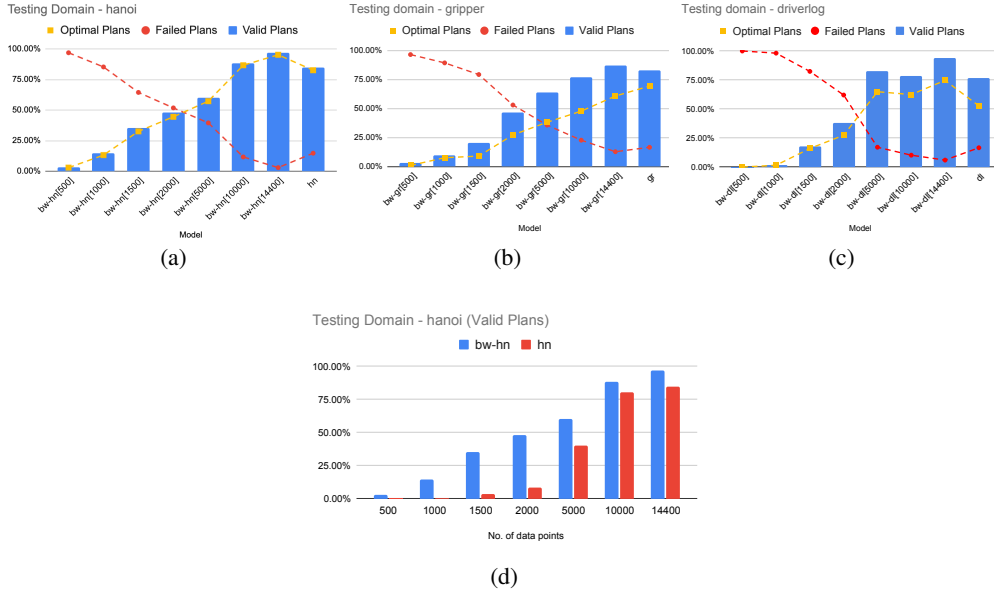 Testing Domain - hanoi
Optimal Plans Failed Plans Valid Plans
100.00%
75.00%
50.00%
25.00%
0.00%
bw-hn[500]
bw-hn[1000]
bw-hn[1500]
bw-hn[2000]
bw-hn[5000]
bw-hn[10000]
bw-hn[14400]
hn
Model
(a)
Testing domain - gripper
Optimal Plans Failed Plans Valid Plans
100.00%
75.00%
50.00%
25.00%
0.00%
bw-gr[500]
bw-gr[1000]
bw-gr[1500]
bw-gr[2000]
bw-gr[5000]
bw-gr[10000]
bw-gr[14400]
gr
Model
(b)
Testing domain - driverlog
Optimal Plans Failed Plans Valid Plans
100.00%
75.00%
50.00%
25.00%
0.00%
bw-dl[500]
bw-dl[1000]
bw-dl[1500]
bw-dl[2000]
bw-dl[5000]
bw-dl[10000]
bw-dl[14400]
dl
Model
(c)
Testing Domain - hanoi (Valid Plans)
bw-hn hn
100.00%
75.00%
50.00%
25.00%
0.00%
500 1000 1500 2000 5000 10000 14400
No. of data points
(d)